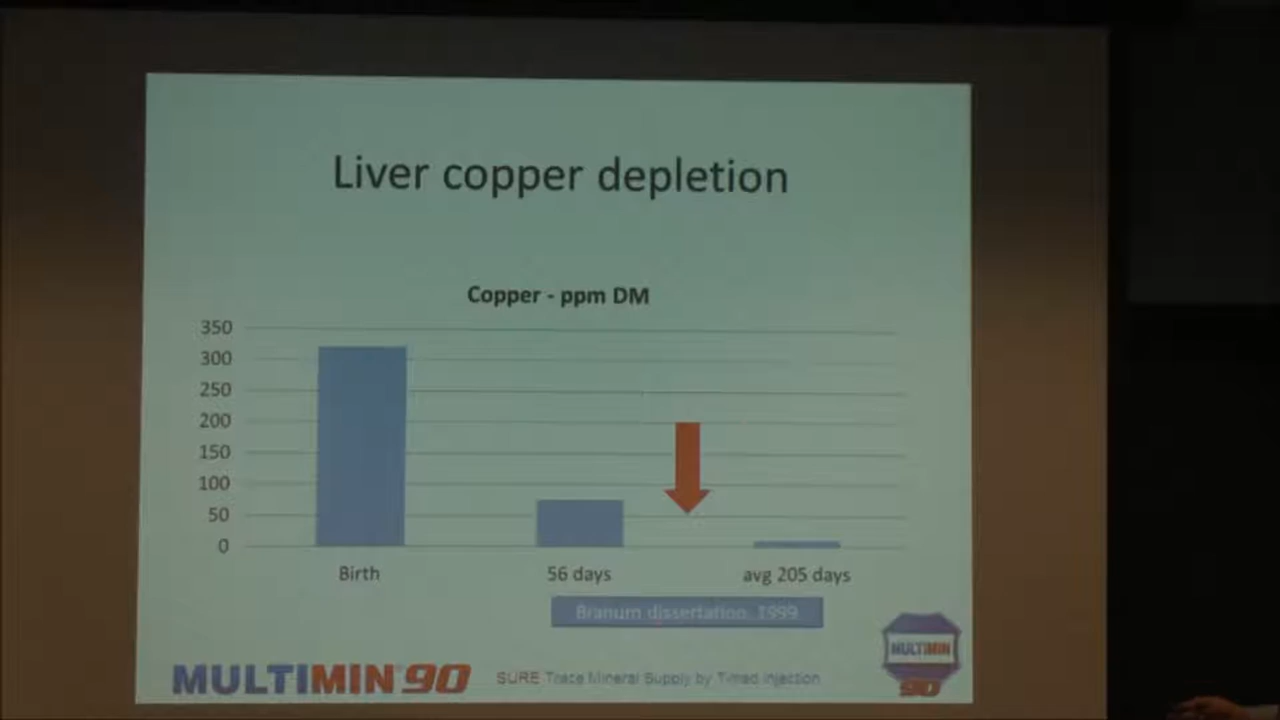 Liver copper depletion
Copper - ppm DM
350
300
250
200
150
100
50
0
Birth 56 days avg 205 days
Branum dissertation 1999
MULTIMIN 90 SURE Trace Mineral Supply by Timed Injection
MULTIMIN
90